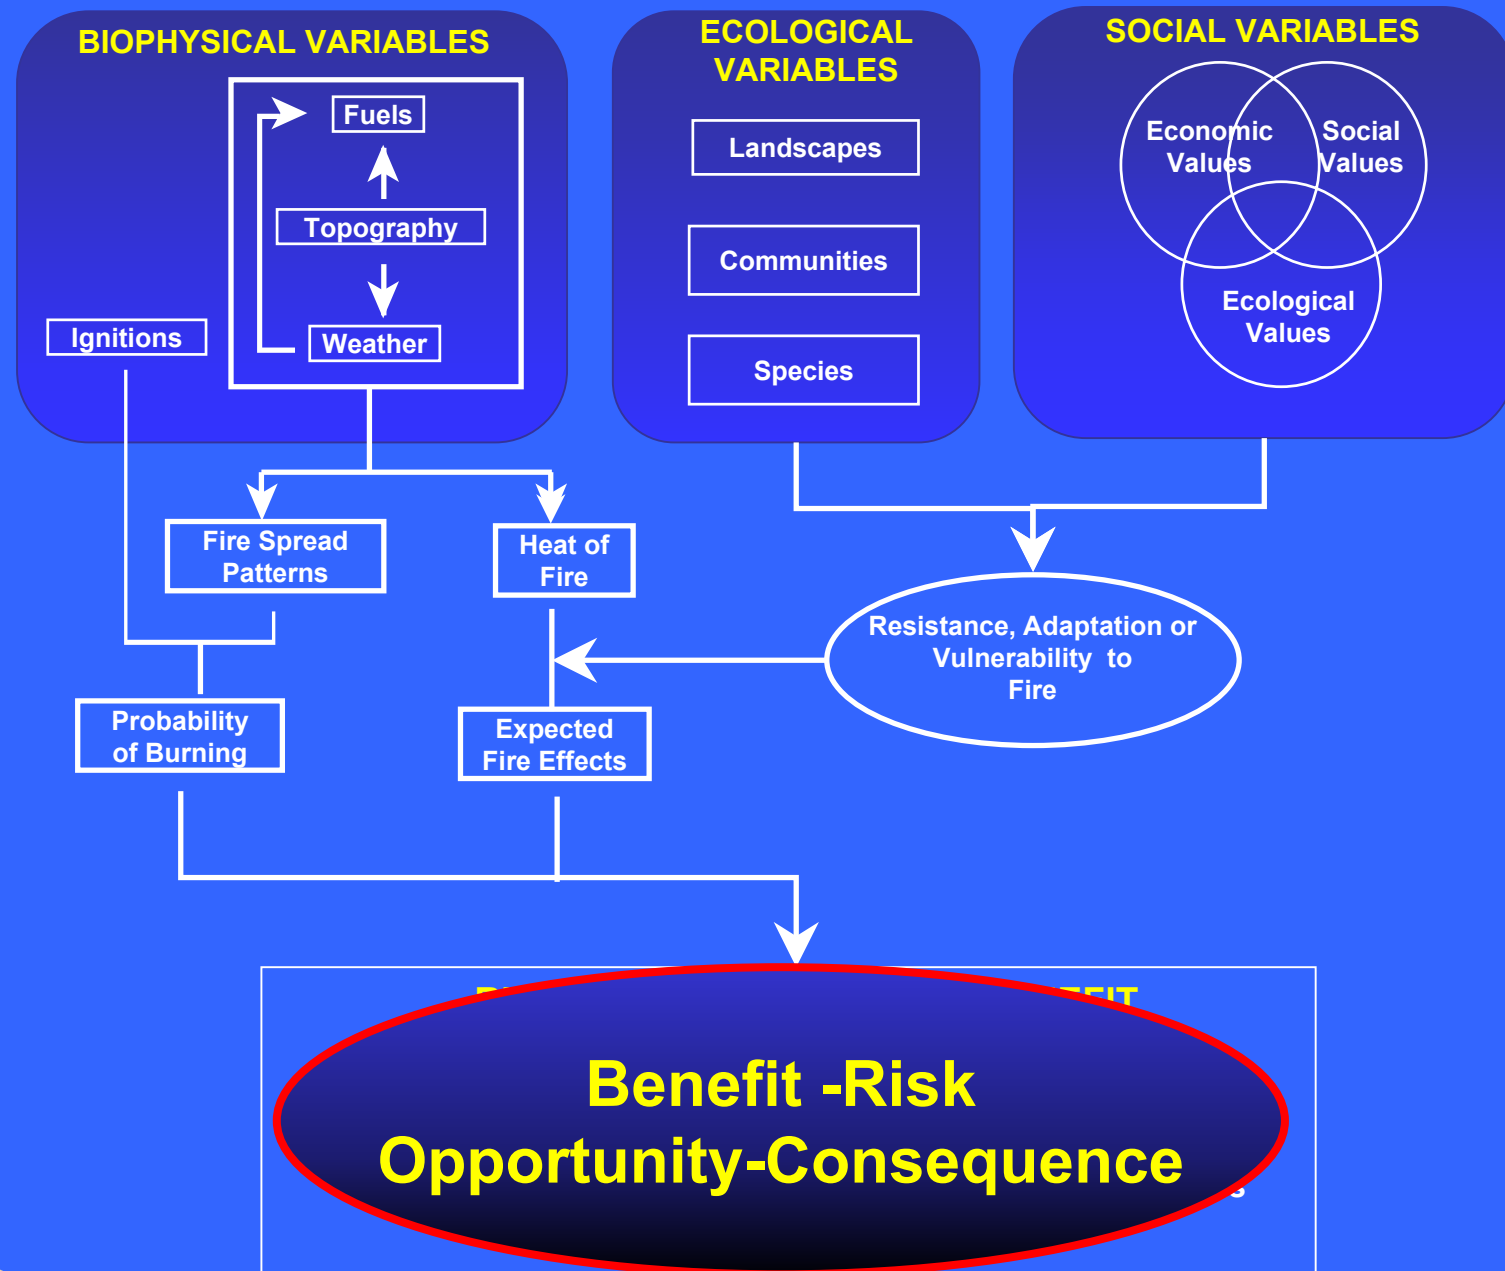 BIOPHYSICAL VARIABLES
Fuels
Topography
Weather
Ignitions
ECOLOGICAL
VARIABLES
Landscapes
Communities
Species
SOCIAL VARIABLES
Economic
Values
Social
Values
Ecological
Values
Fire Spread
Patterns
Heat of
Fire
Resistance, Adaptation or
Vulnerability to
Fire
Probability
of Burning
Expected
Fire Effects
Benefit -Risk
Opportunity-Consequence